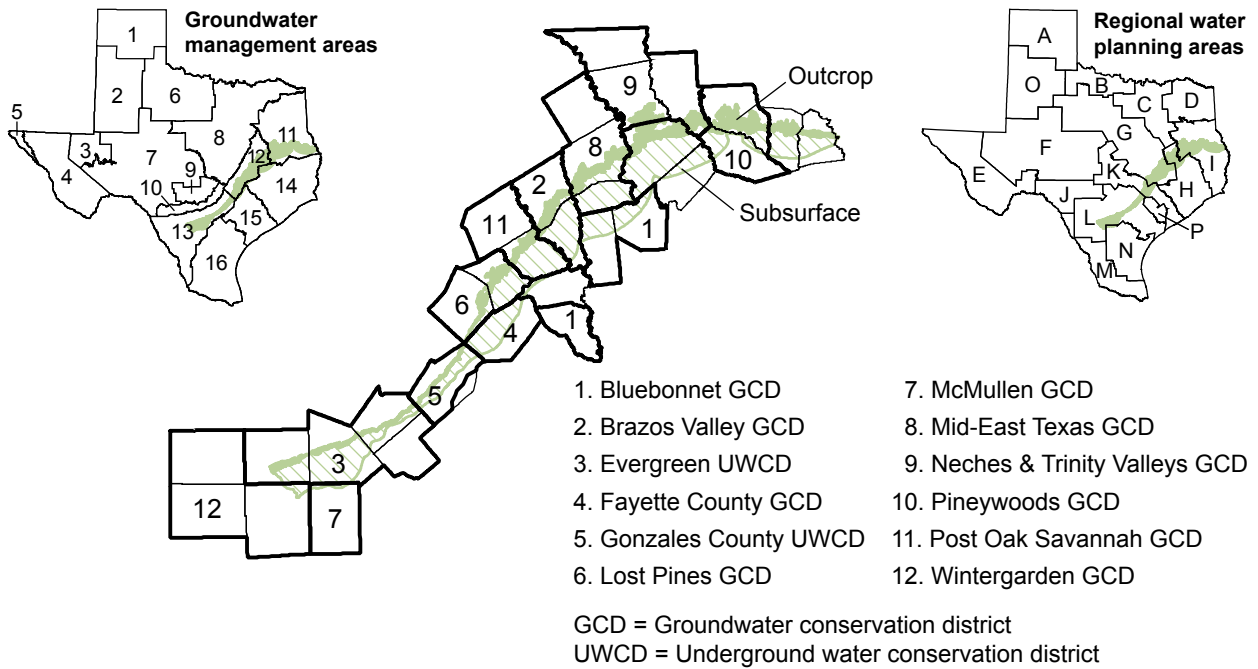 Groundwater
management areas
1
2
6
5
3
4
7
8
9
10
11
12
13
14
15
16
9
Outcrop
8
10
2
Subsurface
11
1
6
4
1
5
3
12
7
Regional water
planning areas
A
O
B
C
D
F
G
E
I
K
H
J
L
P
N
M
1. Bluebonnet GCD
2. Brazos Valley GCD
3. Evergreen UWCD
4. Fayette County GCD
5. Gonzales County UWCD
6. Lost Pines GCD
7. McMullen GCD
8. Mid-East Texas GCD
9. Neches & Trinity Valleys GCD
10. Pineywoods GCD
11. Post Oak Savannah GCD
12. Wintergarden GCD
GCD = Groundwater conservation district
UWCD = Underground water conservation district